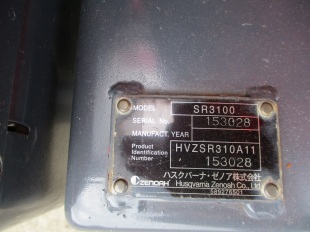 MODEL SR3100
SERIAL No. 153028
MANUFACT. YEAR
Product Identification Number HVZSR310A11
153028
ハスクバーナ・ゼノア株式会社
ZENOAH Husqvarna Zenoah Co., Ltd.